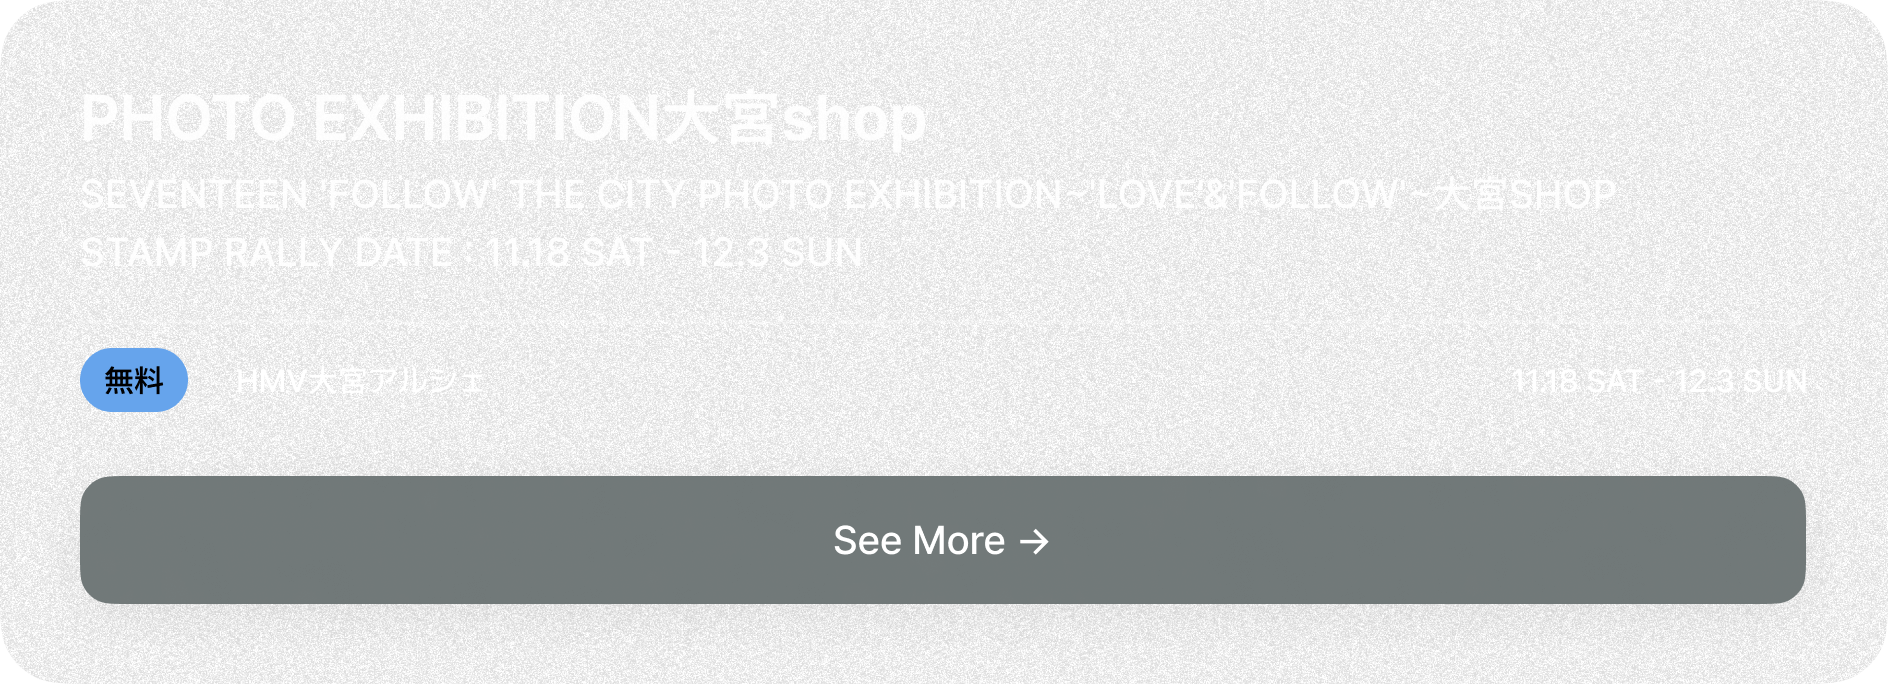 PHOTO EXHIBITION大宮shop
SEVENTEEN 'FOLLOW' THE CITY PHOTO EXHIBITION~'LOVE'&'FOLLOW'~大宮SHOP
STAMP RALLY DATE : 11.18 SAT - 12.3 SUN
無料 HMV大宮アルシェ 11.18 SAT - 12.3 SUN
See More →